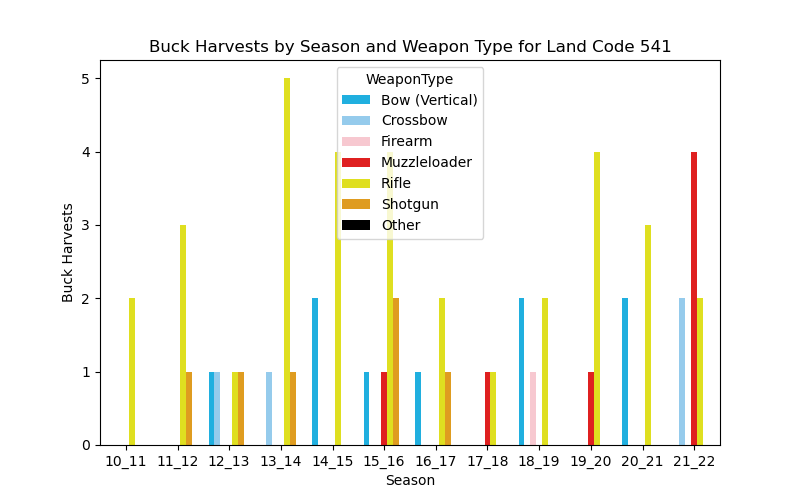 Buck Harvests by Season and Weapon Type for Land Code 541
WeaponType
Bow (Vertical)
Crossbow
Firearm
Muzzleloader
Rifle
Shotgun
Other
Buck Harvests
5
4
3
2
1
0
10_11 11_12 12_13 13_14 14_15 15_16 16_17 17_18 18_19 19_20 20_21 21_22
Season